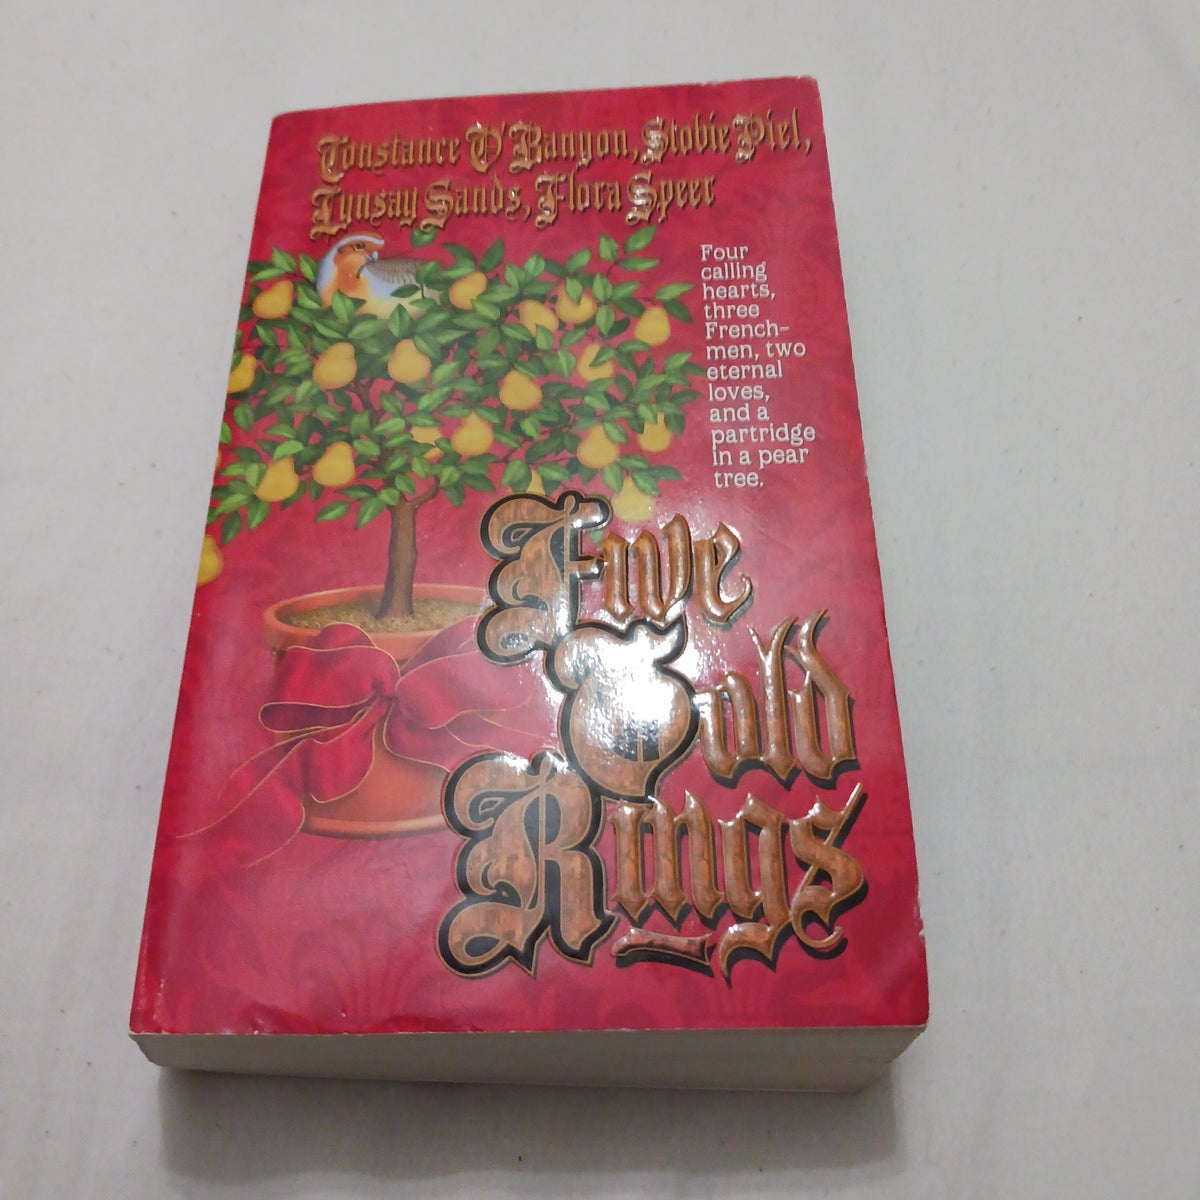 Constance O'Banyon, Stobie Piel,
Lynsay Sands, Flora Speer
Four
calling
hearts,
three
French-
men, two
eternal
loves,
and a
partridge
in a pear
tree.
Five
Gold
Rings